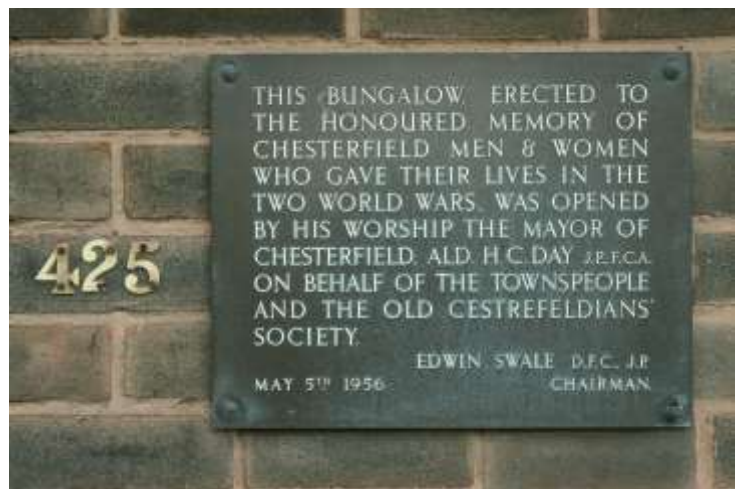 THIS BUNGALOW ERECTED TO
THE HONOURED MEMORY OF
CHESTERFIELD MEN & WOMEN
WHO GAVE THEIR LIVES IN THE
TWO WORLD WARS. WAS OPENED
BY HIS WORSHIP THE MAYOR OF
CHESTERFIELD. ALD. H.C.DAY J.P.,F.C.A.
ON BEHALF OF THE TOWNSPEOPLE
AND THE OLD CESTREFELDIANS'
SOCIETY.
EDWIN SWALE D.F.C., J.P.
MAY 5TH 1956 CHAIRMAN
425